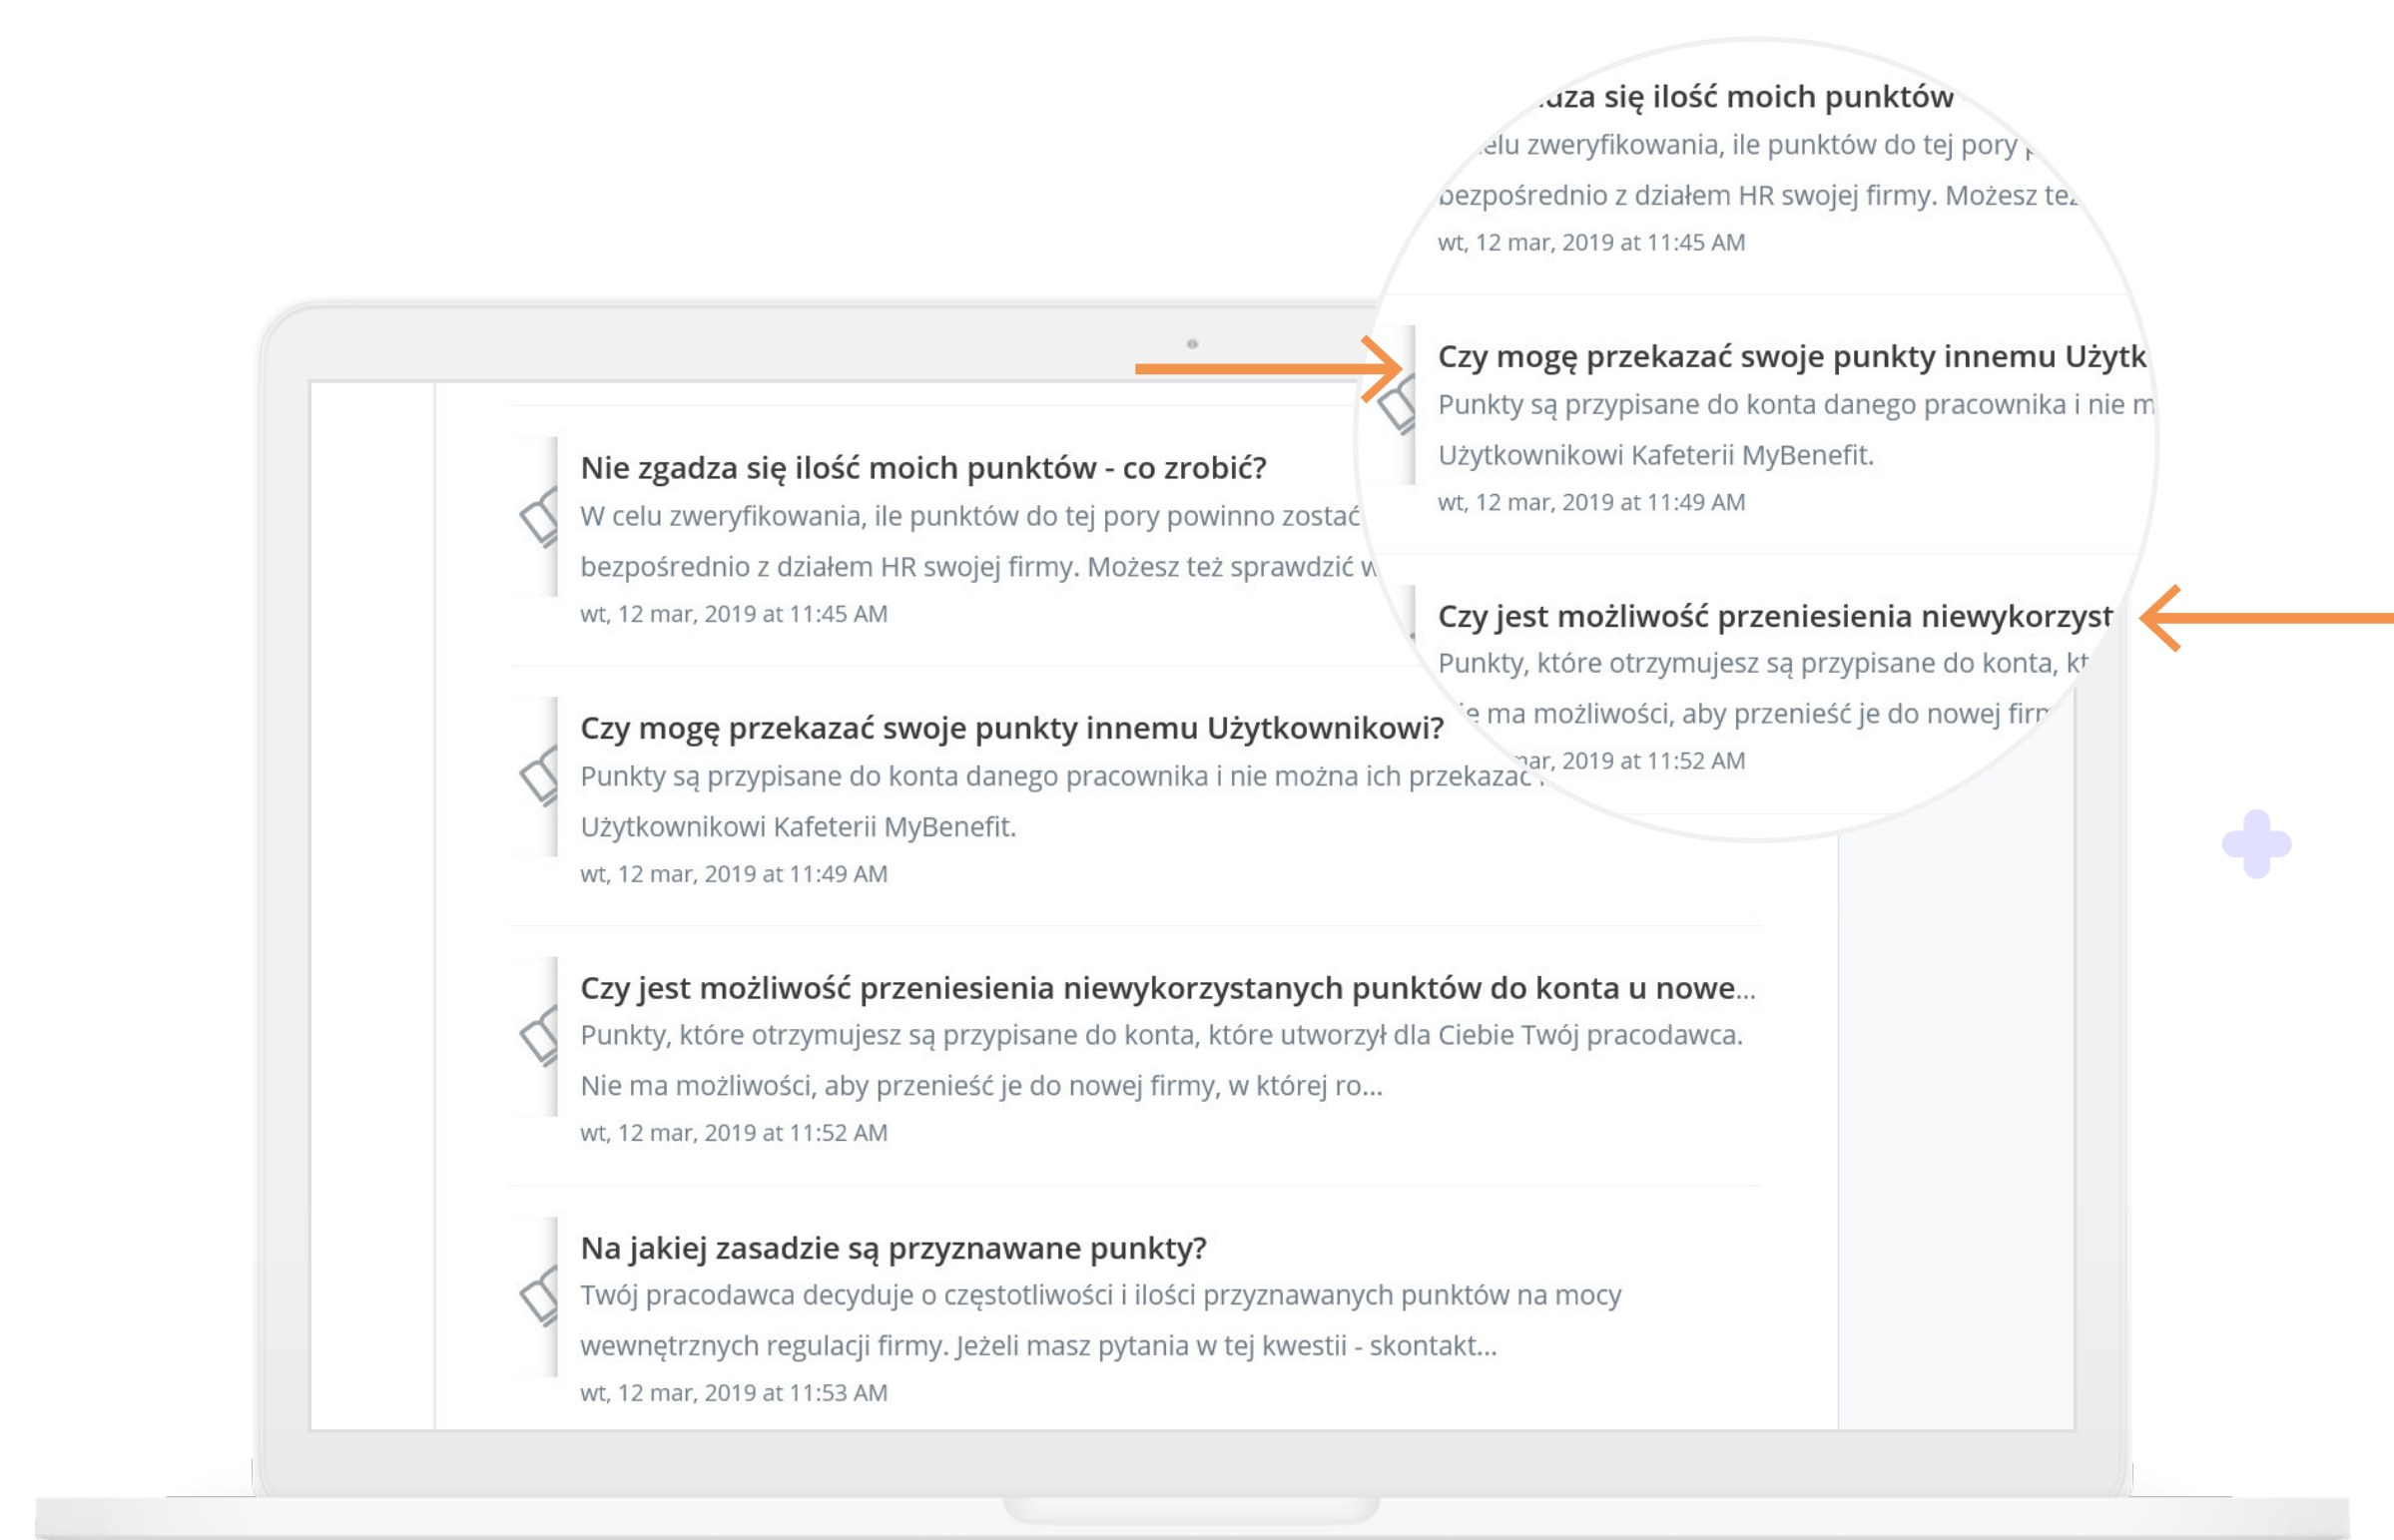 Nie zgadza się ilość moich punktów - co zrobić?
W celu zweryfikowania, ile punktów do tej pory powinno zostać
bezpośrednio z działem HR swojej firmy. Możesz też sprawdzić
wt, 12 mar, 2019 at 11:45 AM
Czy mogę przekazać swoje punkty innemu Użytkownikowi?
Punkty są przypisane do konta danego pracownika i nie można ich przekazać
Użytkownikowi Kafeterii MyBenefit.
wt, 12 mar, 2019 at 11:49 AM
Czy jest możliwość przeniesienia niewykorzystanych punktów do konta u nowe...
Punkty, które otrzymujesz są przypisane do konta, które utworzył dla Ciebie Twój pracodawca.
Nie ma możliwości, aby przenieść je do nowej firmy, w której ro...
wt, 12 mar, 2019 at 11:52 AM
Na jakiej zasadzie są przyznawane punkty?
Twój pracodawca decyduje o częstotliwości i ilości przyznawanych punktów na mocy
wewnętrznych regulacji firmy. Jeżeli masz pytania w tej kwestii - skontakt...
wt, 12 mar, 2019 at 11:53 AM
się ilość moich punktów
zweryfikowania, ile punktów do tej pory
bezpośrednio z działem HR swojej firmy. Możesz też
wt, 12 mar, 2019 at 11:45 AM
Czy mogę przekazać swoje punkty innemu Użytk
Punkty są przypisane do konta danego pracownika i nie m
Użytkownikowi Kafeterii MyBenefit.
wt, 12 mar, 2019 at 11:49 AM
Czy jest możliwość przeniesienia niewykorzyst
Punkty, które otrzymujesz są przypisane do konta,
ma możliwości, aby przenieść je do nowej
mar, 2019 at 11:52 AM